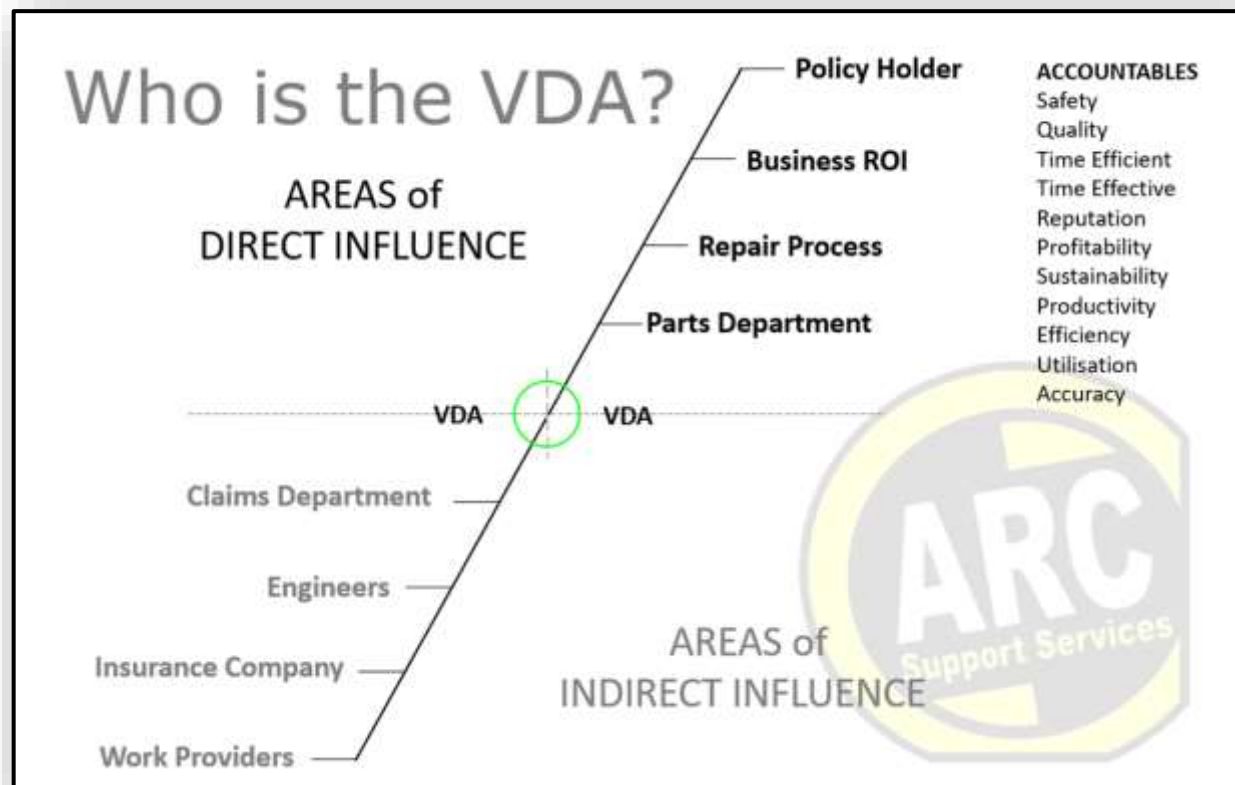 Who is the VDA?
AREAS of
DIRECT INFLUENCE
Policy Holder
Business ROI
Repair Process
Parts Department
ACCOUNTABLES
Safety
Quality
Time Efficient
Time Effective
Reputation
Profitability
Sustainability
Productivity
Efficiency
Utilisation
Accuracy
VDA
VDA
Claims Department
Engineers
Insurance Company
Work Providers
AREAS of
INDIRECT INFLUENCE
ARC
Support Services